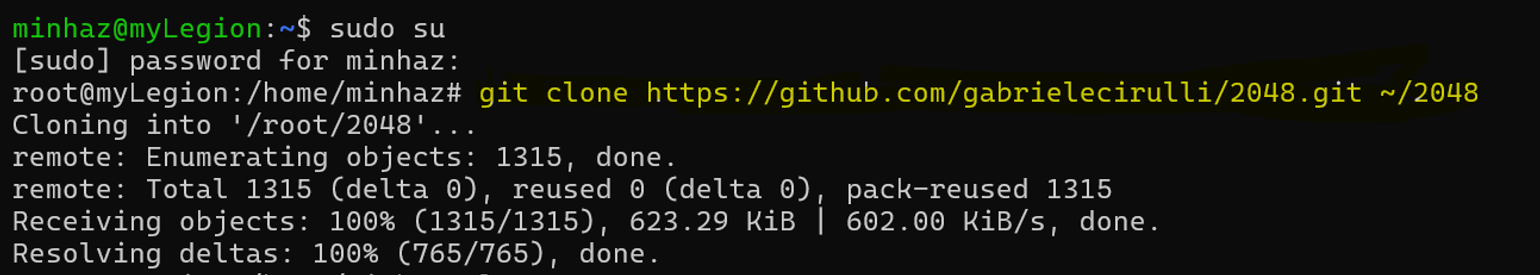 minhaz@myLegion:~$ sudo su
[sudo] password for minhaz:
root@myLegion:/home/minhaz# git clone https://github.com/gabrielecirulli/2048.git ~/2048
Cloning into '/root/2048'...
remote: Enumerating objects: 1315, done.
remote: Total 1315 (delta 0), reused 0 (delta 0), pack-reused 1315
Receiving objects: 100% (1315/1315), 623.29 KiB | 602.00 KiB/s, done.
Resolving deltas: 100% (765/765), done.